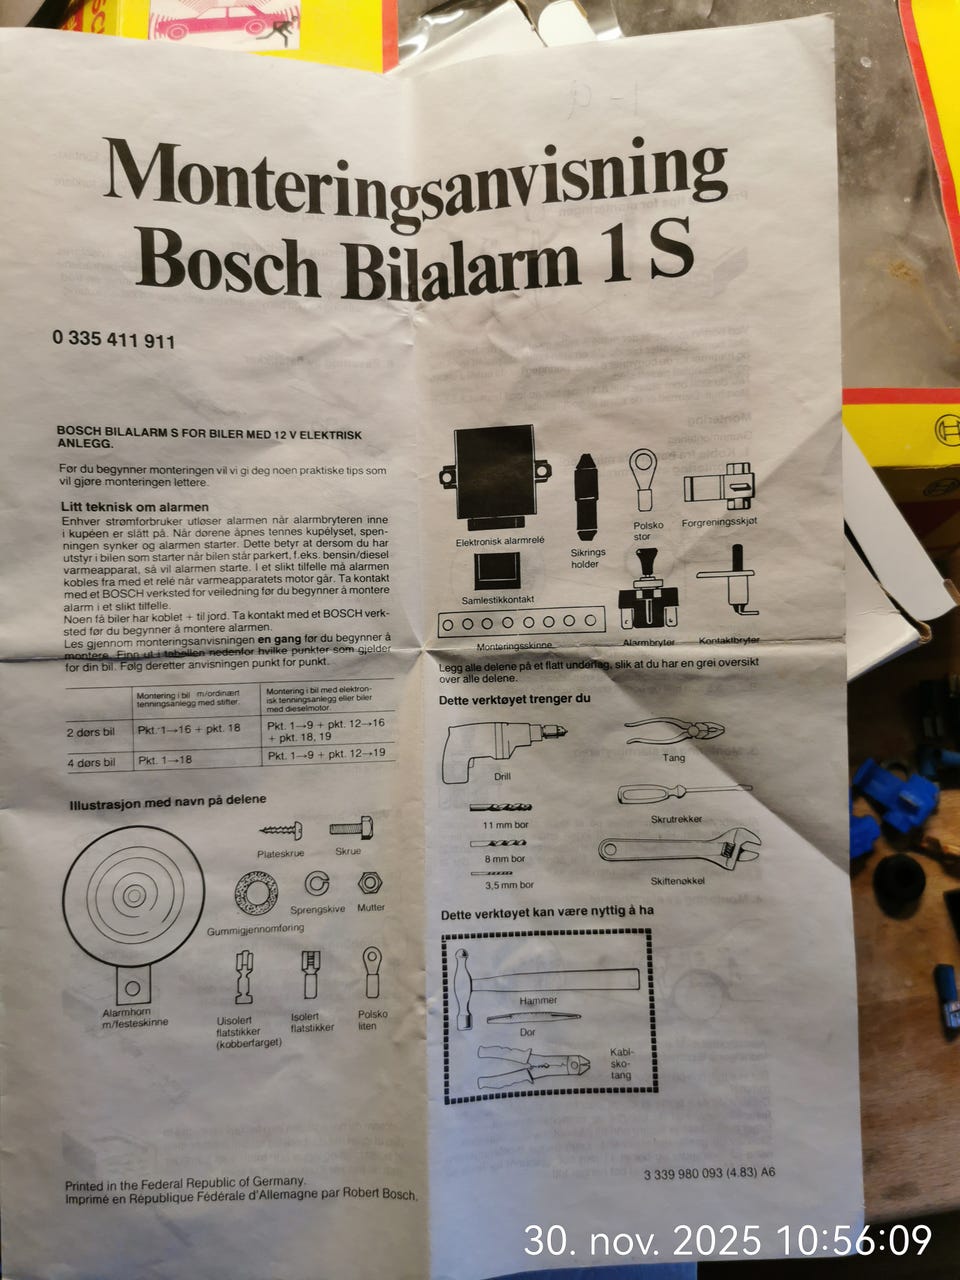 Monteringsanvisning
Bosch Bilalarm 1 S
0 335 411 911
BOSCH BILALARM S FOR BILER MED 12 V ELEKTRISK
ANLEGG.
Før du begynner monteringen vil vi gi deg noen praktiske tips som
vil gjøre monteringen lettere.
Litt teknisk om alarmen
Enhver strømforbruker utløser alarmen når alarmbryteren inne
i kupéen er slått på. Når dørene åpnes tennes kupélyset, spen-
ningen synker og alarmen starter. Dette betyr at dersom du har
utstyr i bilen som starter når bilen står parkert, f.eks. bensin/diesel
varmeapparat, så vil alarmen starte. I et slikt tilfelle må alarmen
kobles fra med et relé når varmeapparatets motor går. Ta kontakt
med et BOSCH verksted for veiledning før du begynner å montere
alarm i et slikt tilfelle.
Noen få biler har koblet + til jord. Ta kontakt med et BOSCH verk-
sted før du begynner å montere alarmen.
Les gjennom monteringsanvisningen en gang før du begynner å
montere. Finn ut i tabellen nedenfor hvilke punkter som gjelder
for din bil. Følg deretter anvisningen punkt for punkt.
Montering i bil m/ordinært
tenningsanlegg med stifter.
Montering i bil med elektron-
isk tenningsanlegg eller biler
med dieselmotor.
2 dørs bil
Pkt. 1→16 + pkt. 18
Pkt. 1→9 + pkt. 12→16
+ pkt. 18, 19
4 dørs bil
Pkt. 1→18
Pkt. 1→9 + pkt. 12→19
Illustrasjon med navn på delene
Plateskrue
Skrue
Gummigjennomføring
Sprengskive
Mutter
Alarmhorn
m/festeskinne
Uisolert
flatstikker
(kobberfarget)
Isolert
flatstikker
Polsko
liten
Elektronisk alarmrelé
Sikrings
holder
Polsko
stor
Forgreningsskjøt
Samlestikkontakt
Monteringsskinne
Alarmbryter
Kontaktbryter
Legg alle delene på et flatt underlag, slik at du har en grei oversikt
over alle delene.
Dette verktøyet trenger du
Drill
Tang
11 mm bor
Skrutrekker
8 mm bor
3,5 mm bor
Skiftenøkkel
Dette verktøyet kan være nyttig å ha
Hammer
Dor
Kabl-
sko-
tang
Printed in the Federal Republic of Germany.
Imprimé en République Fédérale d'Allemagne par Robert Bosch.
3 339 980 093 (4.83) A6
30. nov. 2025 10:56:09